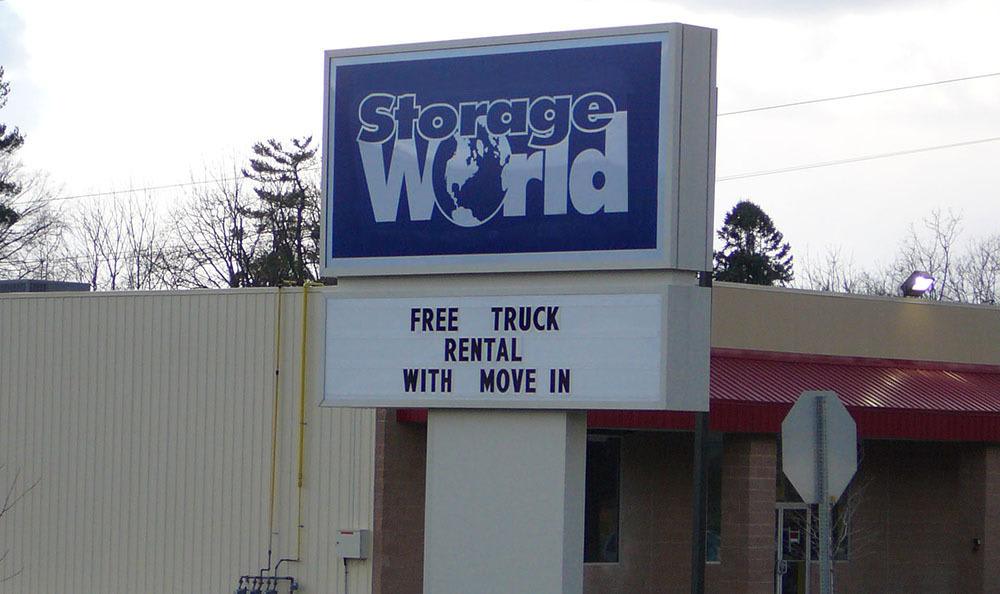 Storage
World
FREE TRUCK
RENTAL
WITH MOVE IN